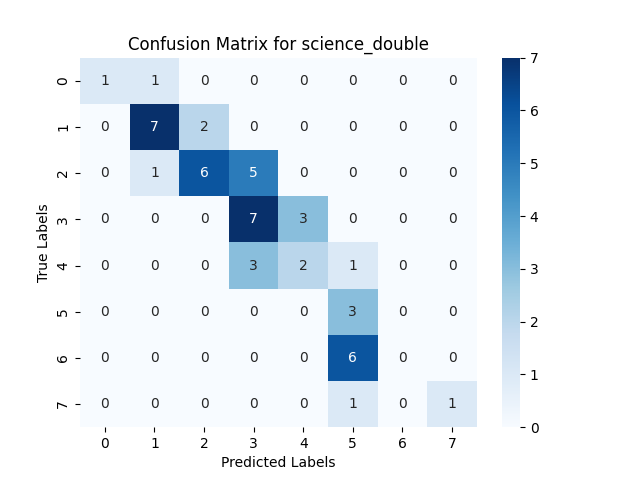 Confusion Matrix for science_double
True Labels
0 1 1 0 0 0 0 0 0
1 0 7 2 0 0 0 0 0
2 0 1 6 5 0 0 0 0
3 0 0 0 7 3 0 0 0
4 0 0 0 3 2 1 0 0
5 0 0 0 0 0 3 0 0
6 0 0 0 0 0 6 0 0
7 0 0 0 0 0 1 0 1
0 1 2 3 4 5 6 7
Predicted Labels
7
6
5
4
3
2
1
0